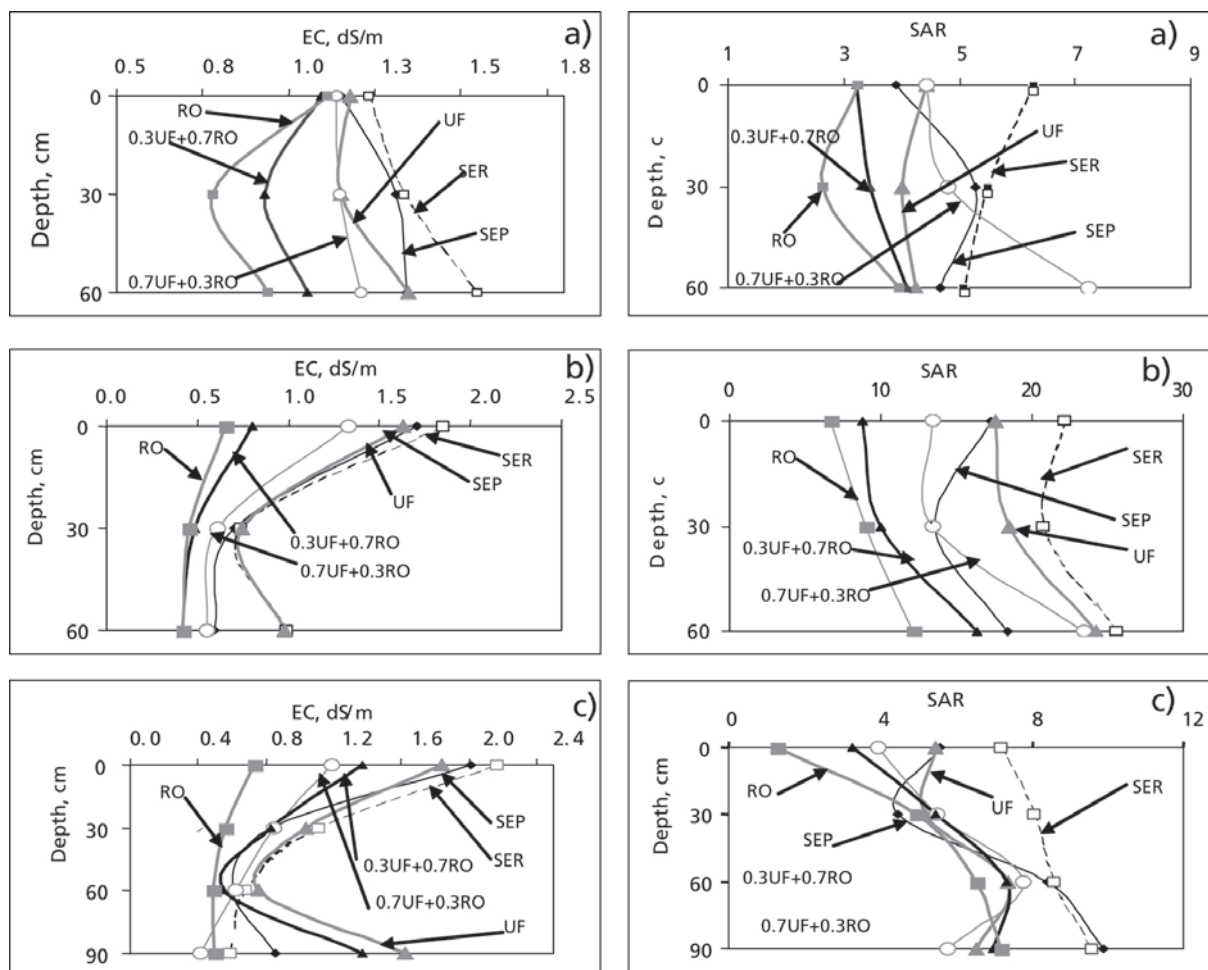 EC, dS/m
a)
0.5 0.8 1.0 1.3 1.5 1.8
Depth, cm
0
30
60
RO
0.3UF+0.7RO
UF
SER
SEP
0.7UF+0.3RO
SAR
a)
1 3 5 7 9
Depth, c
0
30
60
0.3UF+0.7RO
UF
SER
RO
SEP
0.7UF+0.3RO
EC, dS/m
b)
0.0 0.5 1.0 1.5 2.0 2.5
Depth, cm
0
30
60
RO
SER
SEP
UF
0.3UF+0.7RO
0.7UF+0.3RO
SAR
b)
0 10 20 30
Depth, c
0
30
60
RO
SER
SEP
UF
0.3UF+0.7RO
0.7UF+0.3RO
EC, dS/m
c)
0.0 0.4 0.8 1.2 1.6 2.0 2.4
Depth, cm
0
30
60
90
RO
SEP
SER
0.3UF+0.7RO
0.7UF+0.3RO
UF
SAR
c)
0 4 8 12
Depth, cm
0
30
60
90
RO
UF
SER
SEP
0.3UF+0.7RO
0.7UF+0.3RO